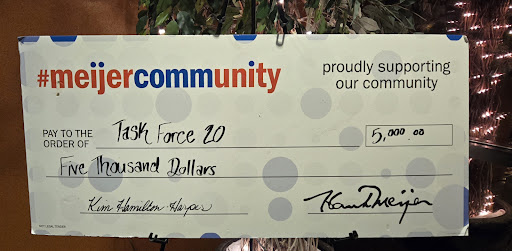 #meijercommunity
proudly supporting
our community
PAY TO THE
ORDER OF
Task Force 20
5,000.00
Five Thousand Dollars
Kim Hamilton-Harper